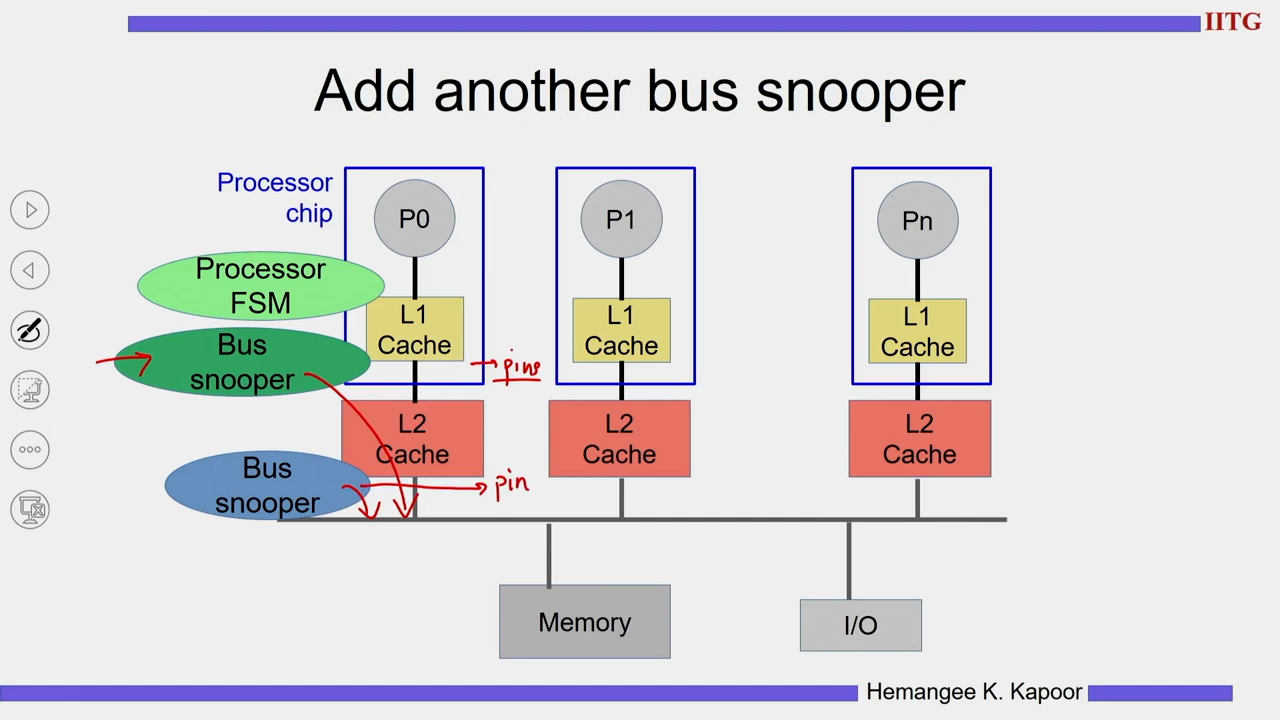 IITG
Add another bus snooper
Processor
chip
P0
P1
Pn
Processor
FSM
L1
Cache
L1
Cache
L1
Cache
Bus
snooper
pins
L2
Cache
L2
Cache
L2
Cache
Bus
snooper
pin
Memory
I/O
Hemangee K. Kapoor